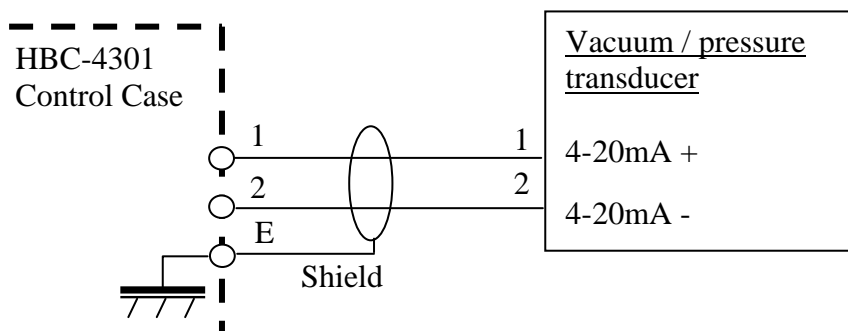 HBC-4301
Control Case
Vacuum / pressure
transducer
1
1
4-20mA +
2
2
4-20mA -
E
Shield